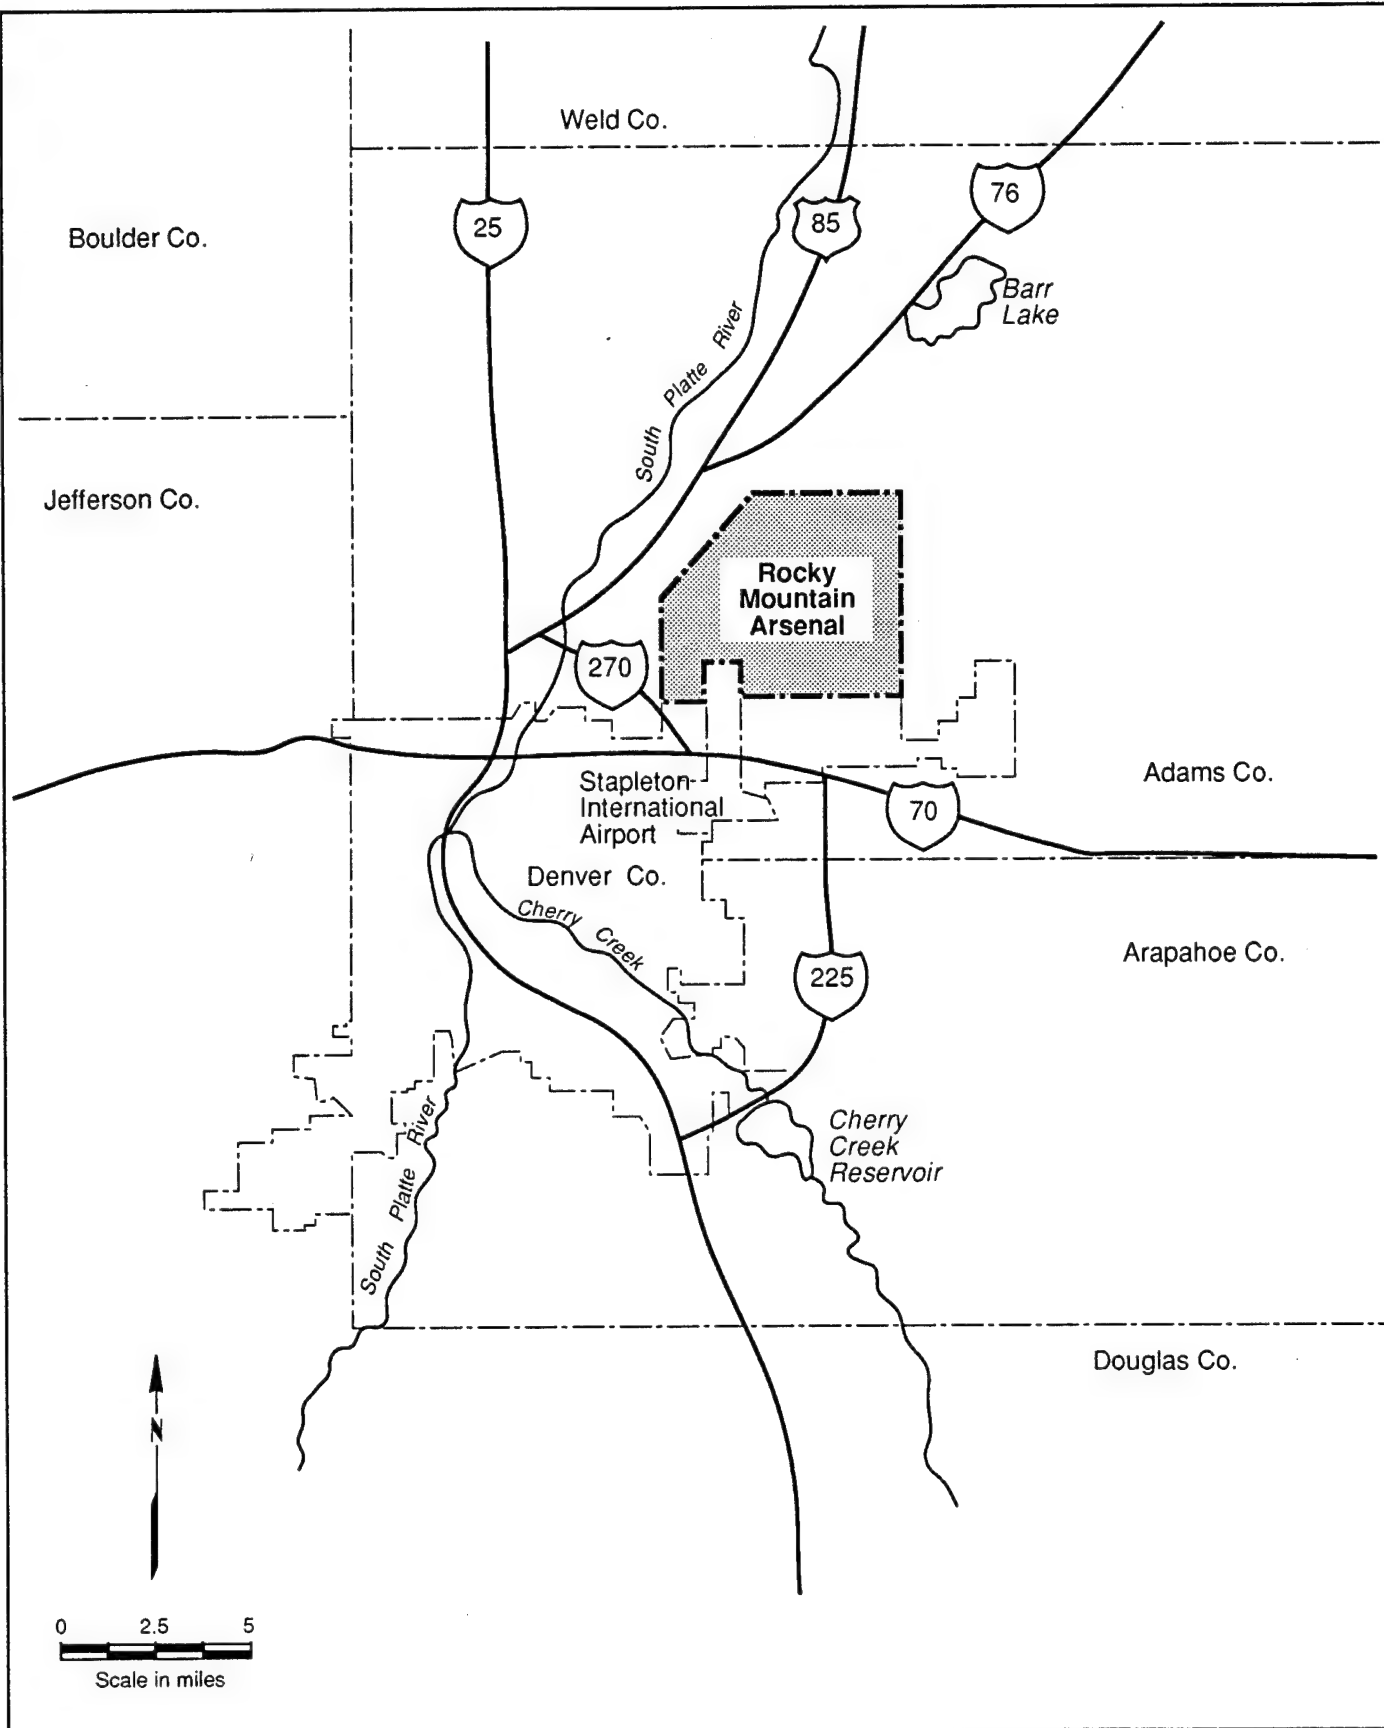 Weld Co.
76
25
85
Boulder Co.
Barr
Lake
South Platte River
Jefferson Co.
Rocky
Mountain
Arsenal
270
Stapleton
International
Airport
Adams Co.
70
Denver Co.
Cherry Creek
Arapahoe Co.
225
Cherry
Creek
Reservoir
South Platte River
Douglas Co.
N
0 2.5 5
Scale in miles